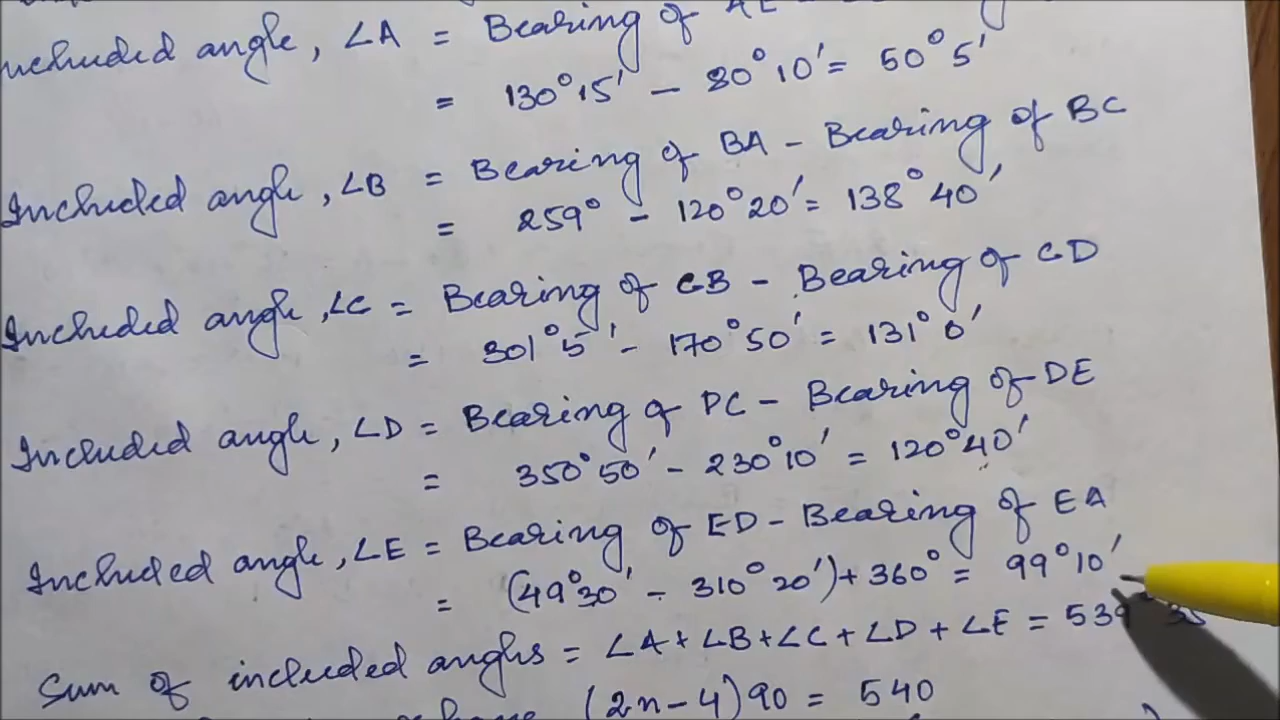 Included angle, ∠A = Bearing of AE
= 130°15' - 80°10' = 50°5'
Included angle, ∠B = Bearing of BA - Bearing of BC
= 259° - 120°20' = 138°40'
Included angle, ∠C = Bearing of CB - Bearing of CD
= 301°5' - 170°50' = 131°0'
Included angle, ∠D = Bearing of DC - Bearing of DE
= 350°50' - 230°10' = 120°40'
Included angle, ∠E = Bearing of ED - Bearing of EA
= (49°30' - 310°20') + 360° = 99°10'
Sum of included anghs = ∠A + ∠B + ∠C + ∠D + ∠E = 539°35
(2n-4)90 = 540